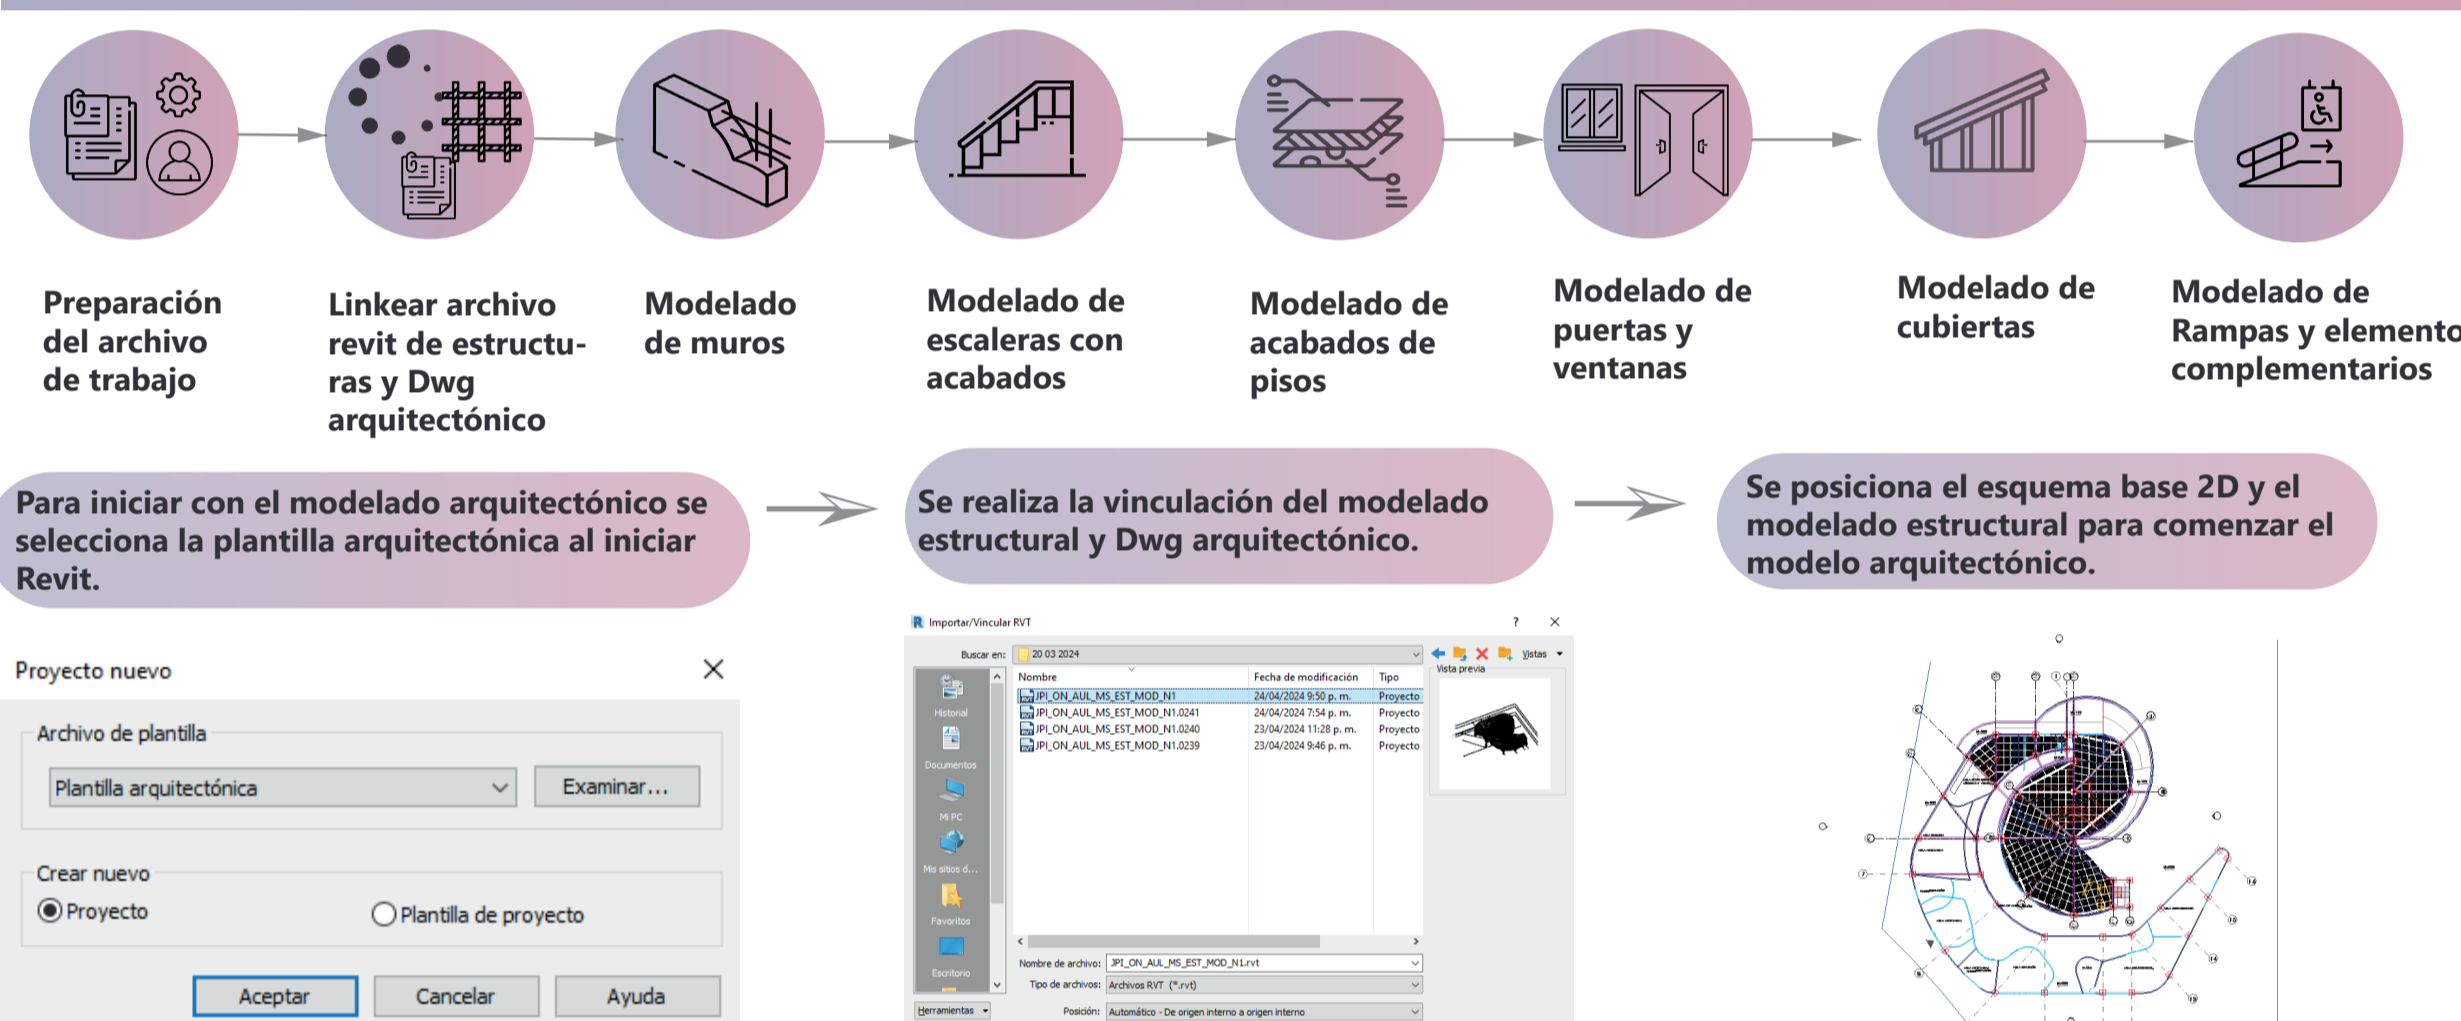 Preparación
del archivo
de trabajo
Linkear archivo
revit de estructu-
ras y Dwg
arquitectónico
Modelado
de muros
Modelado de
escaleras con
acabados
Modelado de
acabados de
pisos
Modelado de
puertas y
ventanas
Modelado de
cubiertas
Modelado de
Rampas y elemento
complementarios
Para iniciar con el modelado arquitectónico se
selecciona la plantilla arquitectónica al iniciar
Revit.
Se realiza la vinculación del modelado
estructural y Dwg arquitectónico.
Se posiciona el esquema base 2D y el
modelado estructural para comenzar el
modelo arquitectónico.
Proyecto nuevo
Archivo de plantilla
Plantilla arquitectónica
Examinar...
Crear nuevo
Proyecto
Plantilla de proyecto
Aceptar
Cancelar
Ayuda
R Importar/Vincular RVT ?
Buscar en: 20 03 2024
Vistas
Vista previa
Nombre Fecha de modificación Tipo
JPI_ON_AUL_MS_EST_MOD_N1 24/04/2024 9:50 p. m. Proyecto
JPI_ON_AUL_MS_EST_MOD_N1.0241 24/04/2024 7:54 p. m. Proyecto
JPI_ON_AUL_MS_EST_MOD_N1.0240 23/04/2024 11:28 p. m. Proyecto
JPI_ON_AUL_MS_EST_MOD_N1.0239 23/04/2024 9:46 p. m. Proyecto
Historial
Documentos
Mi PC
Mis sitios d...
Favoritos
Escritorio
Nombre de archivo: JPI_ON_AUL_MS_EST_MOD_N1.rvt
Tipo de archivos: Archivos RVT (*.rvt)
Herramientas
Posición: Automático - De origen interno a origen interno